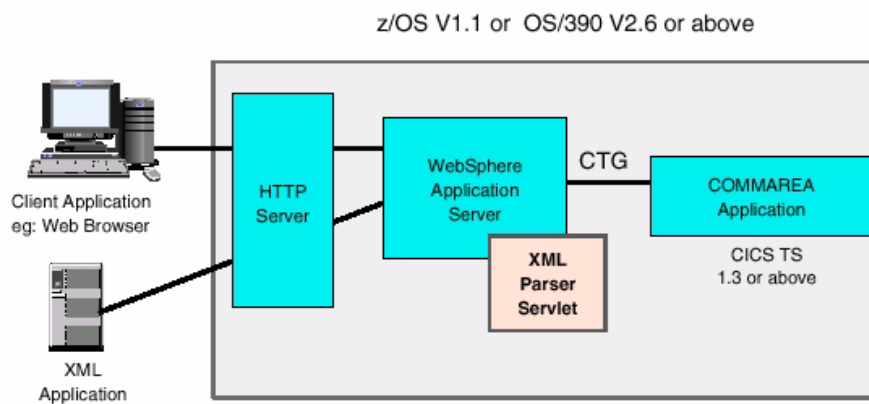 z/OS V1.1 or OS/390 V2.6 or above
Client Application
eg: Web Browser
XML
Application
HTTP
Server
WebSphere
Application
Server
XML
Parser
Servlet
CTG
COMMAREA
Application
CICS TS
1.3 or above